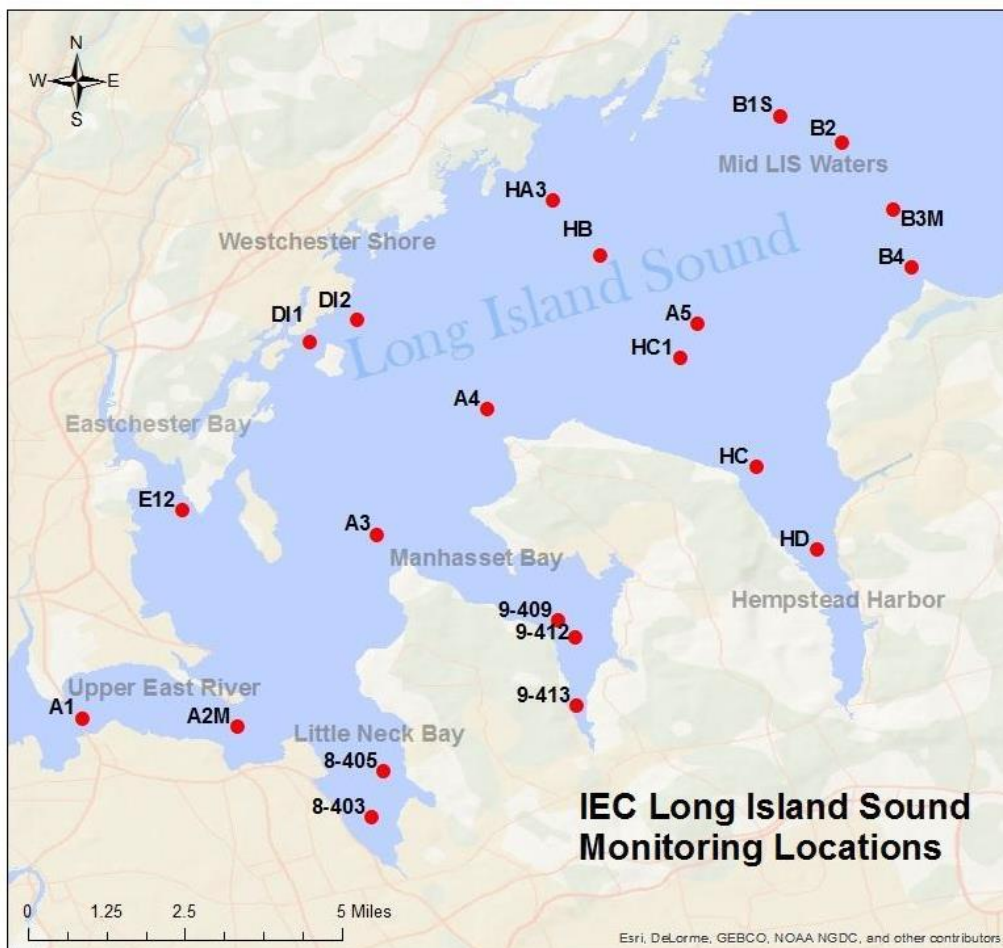 N
W E
S
B1S
B2
Mid LIS Waters
HA3
B3M
HB
Westchester Shore
B4
Long Island Sound
DI2
DI1
A5
HC1
A4
Eastchester Bay
HC
E12
A3
HD
Manhasset Bay
Hempstead Harbor
9-409
9-412
Upper East River
9-413
A1
A2M
Little Neck Bay
8-405
8-403
IEC Long Island Sound
Monitoring Locations
0 1.25 2.5 5 Miles
Esri, DeLorme, GEBCO, NOAA NGDC, and other contributors